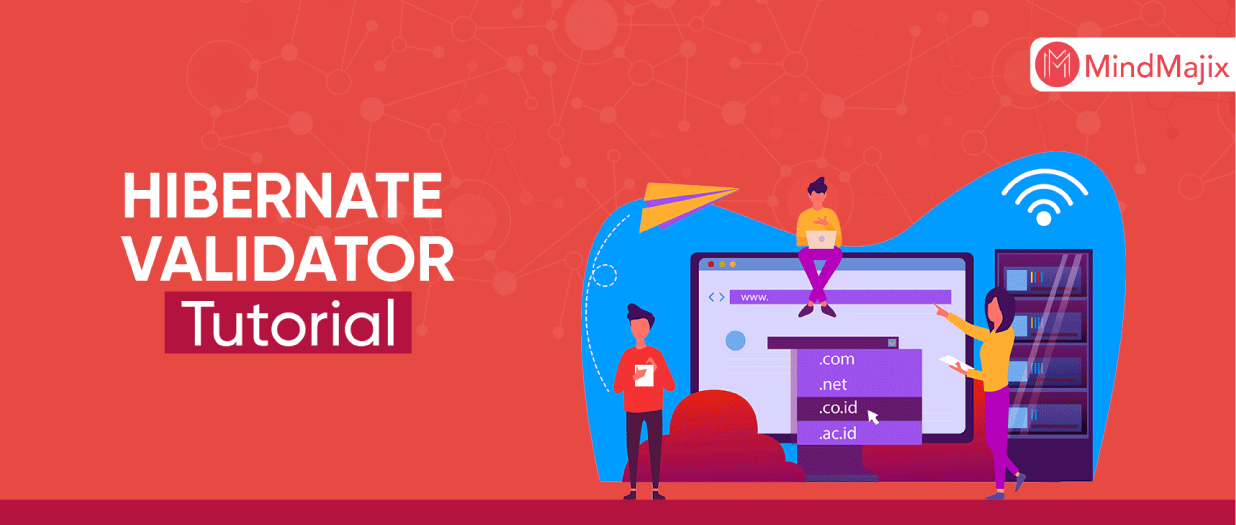 MindMajix
HIBERNATE
VALIDATOR
Tutorial
www.
.com
.net
.co.id
.ac.id